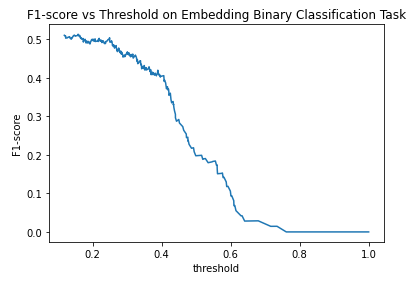 F1-score vs Threshold on Embedding Binary Classification Task
0.5
0.4
0.3
0.2
0.1
0.0
F1-score
0.2 0.4 0.6 0.8 1.0
threshold